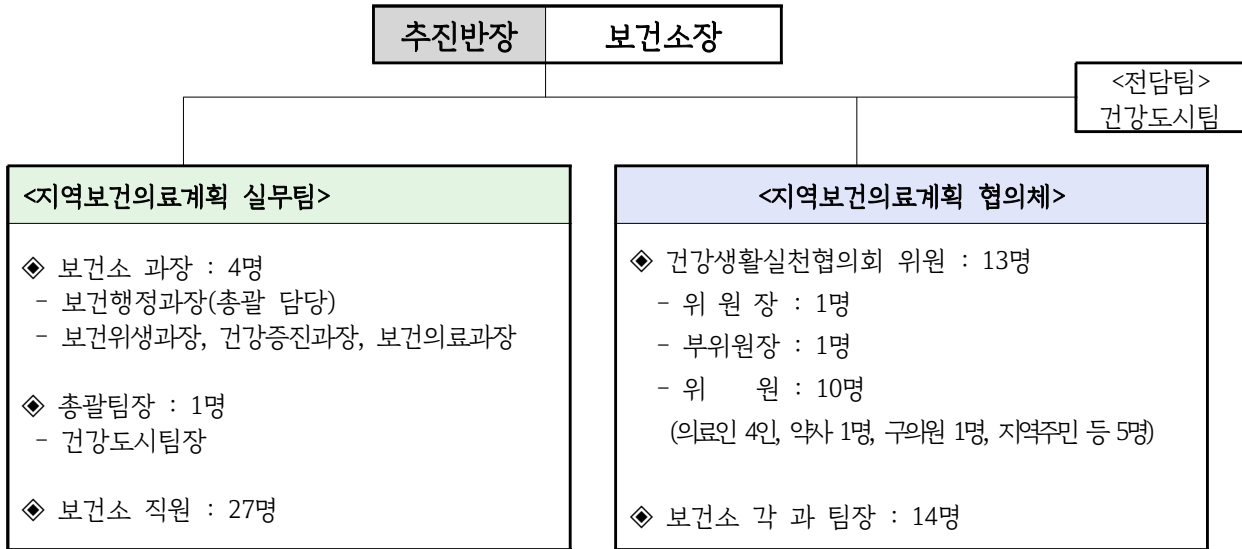 추진반장 보건소장
<전담팀>
건강도시팀
<지역보건의료계획 실무팀>
◈ 보건소 과장 : 4명
- 보건행정과장(총괄 담당)
- 보건위생과장, 건강증진과장, 보건의료과장
◈ 총괄팀장 : 1명
- 건강도시팀장
◈ 보건소 직원 : 27명
<지역보건의료계획 협의체>
◈ 건강생활실천협의회 위원 : 13명
- 위 원 장 : 1명
- 부위원장 : 1명
- 위 원 : 10명
(의료인 4인, 약사 1명, 구의원 1명, 지역주민 등 5명)
◈ 보건소 각 과 팀장 : 14명